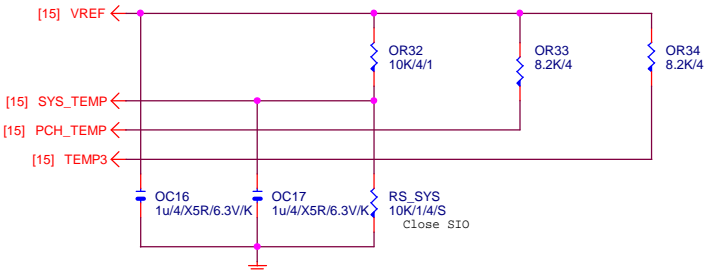 [15] VREF
OR32
10K/4/1
OR33
8.2K/4
OR34
8.2K/4
[15] SYS_TEMP
[15] PCH_TEMP
[15] TEMP3
OC16
1u/4/X5R/6.3V/K
OC17
1u/4/X5R/6.3V/K
RS_SYS
10K/1/4/S
Close SIO